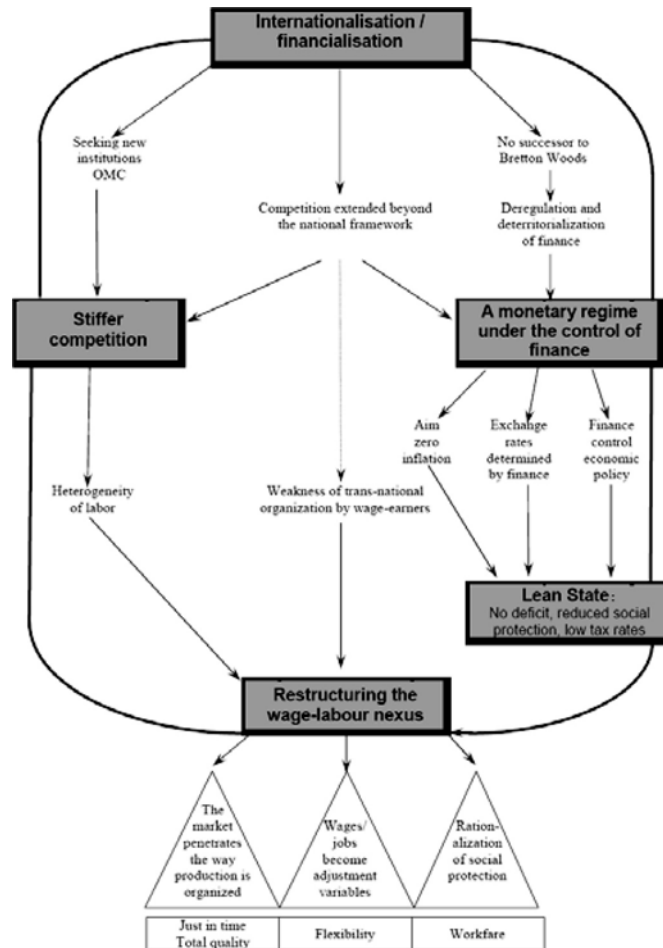 Internationalisation /
financialisation
Seeking new
institutions
OMC
No successor to
Bretton Woods
Competition extended beyond
the national framework
Deregulation and
deterritorialization
of finance
Stiffer
competition
A monetary regime
under the control of
finance
Aim
zero
inflation
Exchange
rates
determined
by finance
Finance
control
economic
policy
Heterogeneity
of labor
Weakness of trans-national
organization by wage-earners
Lean State:
No deficit, reduced social
protection, low tax rates
Restructuring the
wage-labour nexus
The
market
penetrates
the way
production is
organized
Wages/
jobs
become
adjustment
variables
Ration-
alization
of social
protection
Just in time
Total quality
Flexibility
Workfare